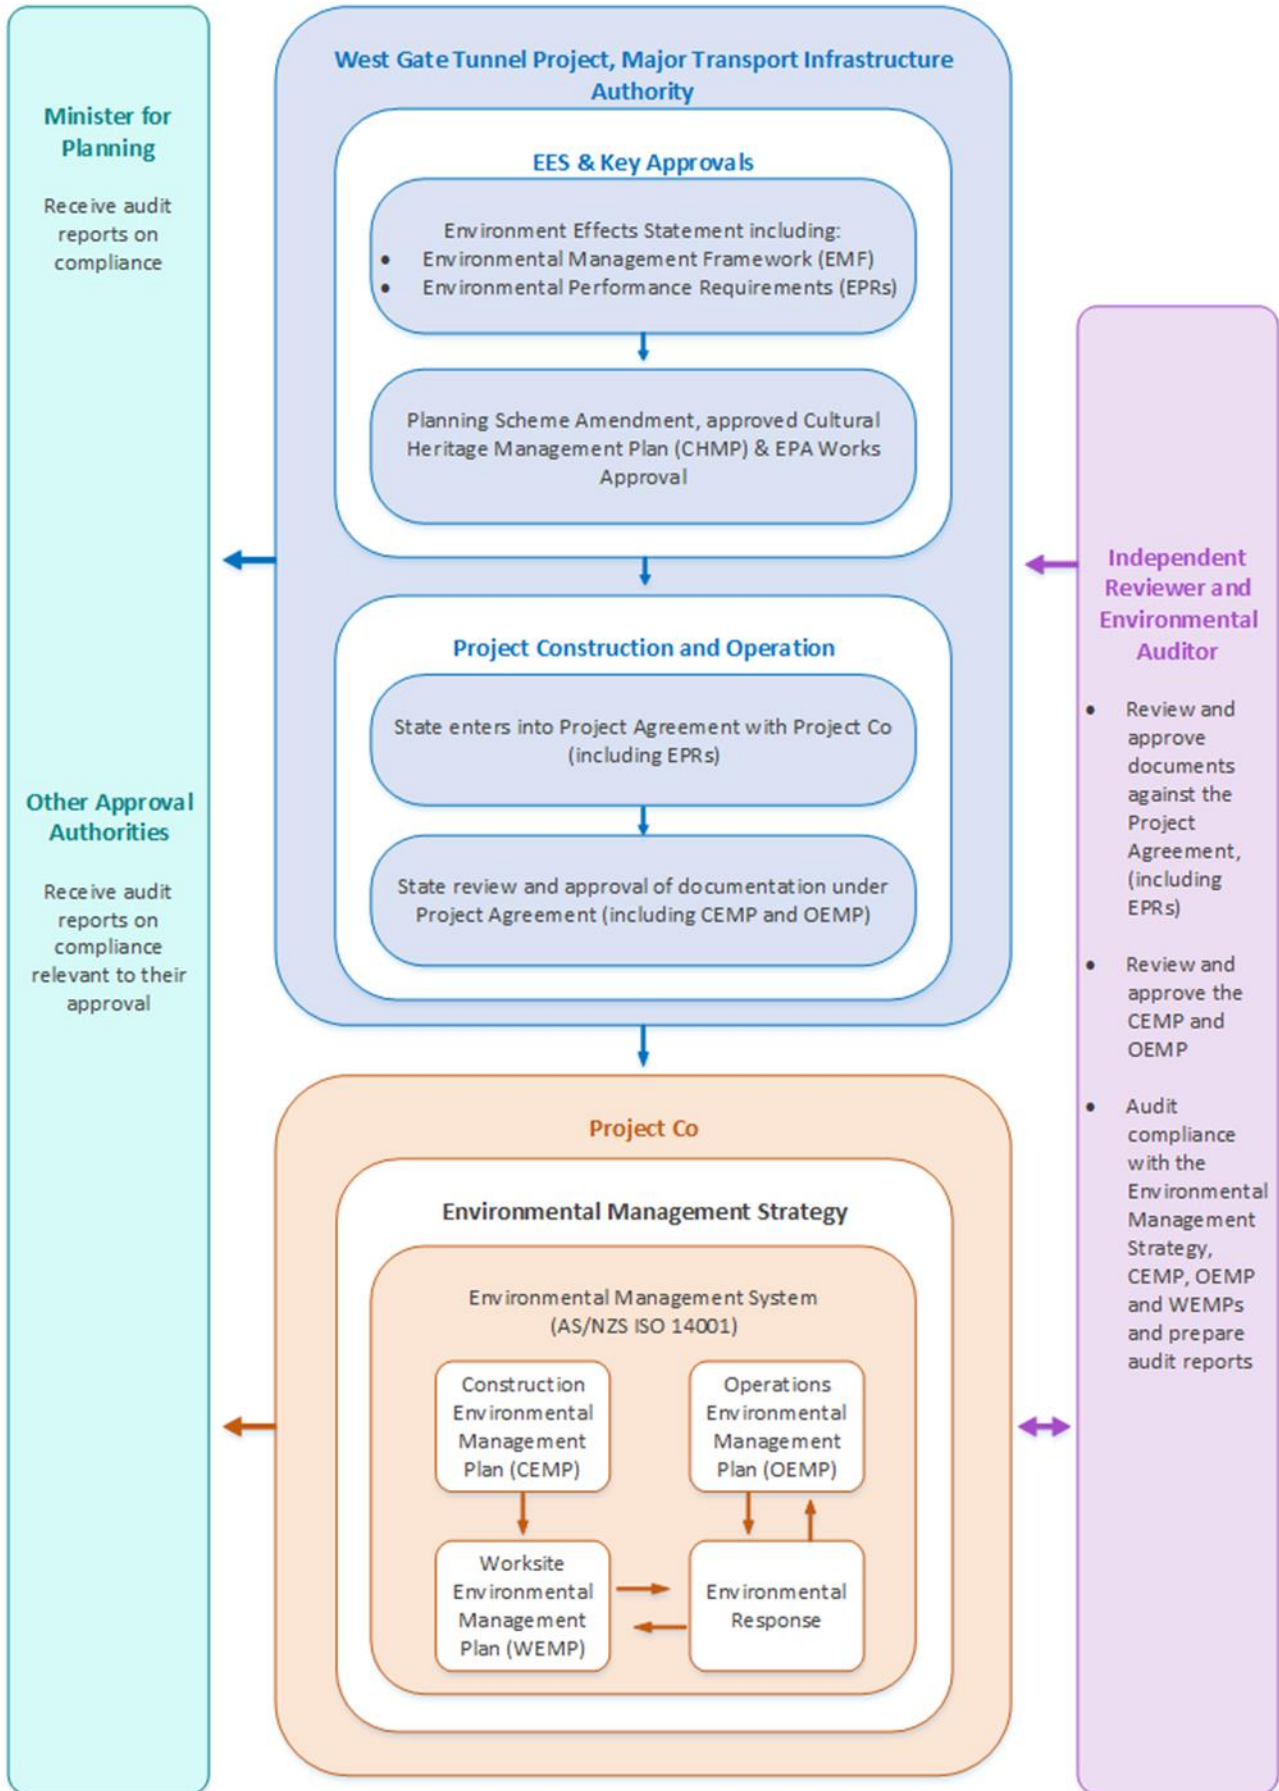 Minister for
Planning
Receive audit
reports on
compliance
Other Approval
Authorities
Receive audit
reports on
compliance
relevant to their
approval
West Gate Tunnel Project, Major Transport Infrastructure
Authority
EES & Key Approvals
Environment Effects Statement including:
• Environmental Management Framework (EMF)
• Environmental Performance Requirements (EPRs)
Planning Scheme Amendment, approved Cultural
Heritage Management Plan (CHMP) & EPA Works
Approval
Project Construction and Operation
State enters into Project Agreement with Project Co
(including EPRs)
State review and approval of documentation under
Project Agreement (including CEMP and OEMP)
Project Co
Environmental Management Strategy
Environmental Management System
(AS/NZS ISO 14001)
Construction
Environmental
Management
Plan (CEMP)
Operations
Environmental
Management
Plan (OEMP)
Worksite
Environmental
Management
Plan (WEMP)
Environmental
Response
Independent
Reviewer and
Environmental
Auditor
• Review and
approve
documents
against the
Project
Agreement,
(including
EPRs)
• Review and
approve the
CEMP and
OEMP
• Audit
compliance
with the
Environmental
Management
Strategy,
CEMP, OEMP
and WEMPs
and prepare
audit reports